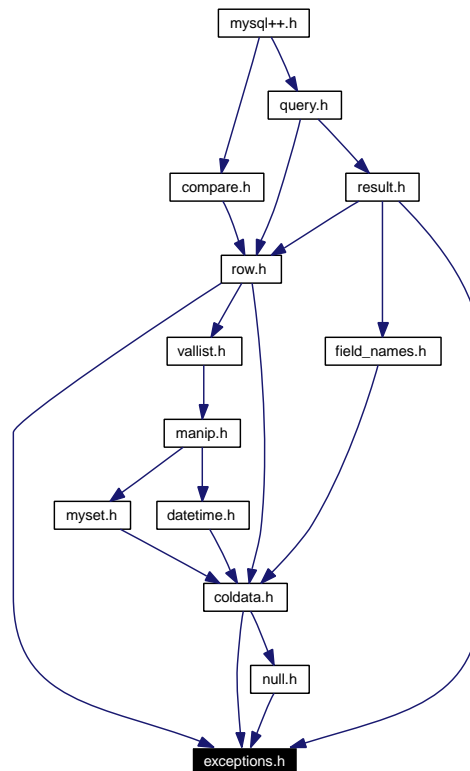 mysql++.h
query.h
compare.h
result.h
row.h
vallist.h
field_names.h
manip.h
myset.h
datetime.h
coldata.h
null.h
exceptions.h